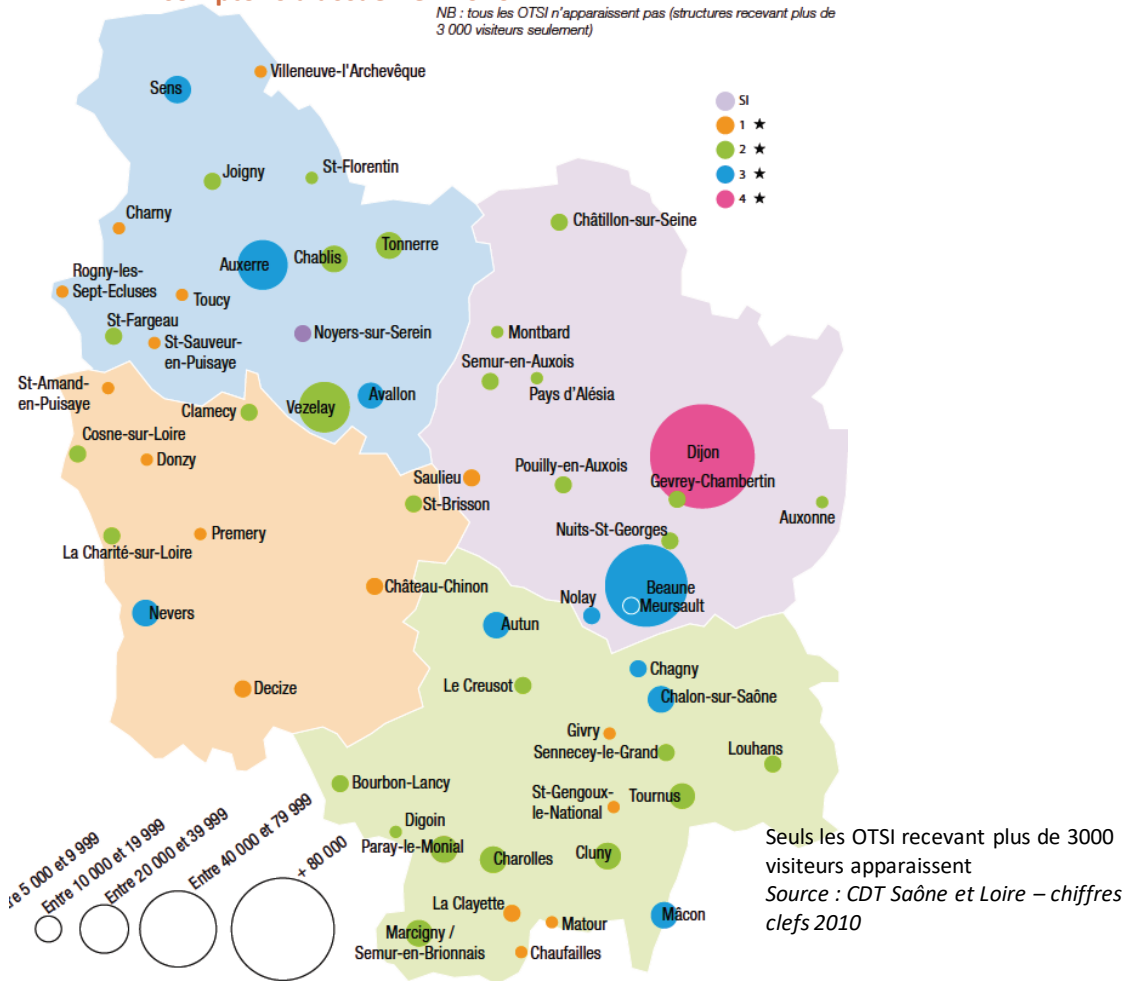 NB : tous les OTSI n'apparaissent pas (structures recevant plus de
3 000 visiteurs seulement)
Villeneuve-l'Archevêque
Sens
SI
1 ★
2 ★
3 ★
4 ★
Joigny
St-Florentin
Charny
Châtillon-sur-Seine
Auxerre
Chablis
Tonnerre
Rogny-les-
Sept-Ecluses
Toucy
St-Fargeau
St-Sauveur-
en-Puisaye
Noyers-sur-Serein
Montbard
Semur-en-Auxois
Pays d'Alésia
St-Amand-
en-Puisaye
Clamecy
Vezelay
Avallon
Cosne-sur-Loire
Donzy
Saulieu
Pouilly-en-Auxois
Dijon
Gevrey-Chambertin
St-Brisson
Auxonne
Premery
La Charité-sur-Loire
Nuits-St-Georges
Château-Chinon
Beaune
Nolay
Meursault
Nevers
Autun
Chagny
Decize
Le Creusot
Chalon-sur-Saône
Givry
Sennecey-le-Grand
Louhans
Bourbon-Lancy
St-Gengoux-
le-National
Tournus
Digoin
Paray-le-Monial
Charolles
Cluny
La Clayette
Matour
Mâcon
Marcigny /
Semur-en-Brionnais
Chaufailles
5 000 et 9 999
Entre 10 000 et 19 999
Entre 20 000 et 39 999
Entre 40 000 et 79 999
+ 80 000
Seuls les OTSI recevant plus de 3000
visiteurs apparaissent
Source : CDT Saône et Loire – chiffres
clefs 2010